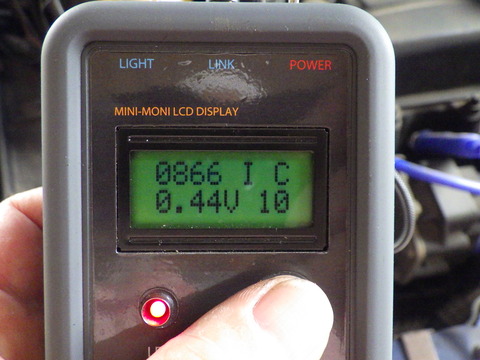 LIGHT LINK POWER
MINI-MONI LCD DISPLAY
0866 I C
0.44V 10